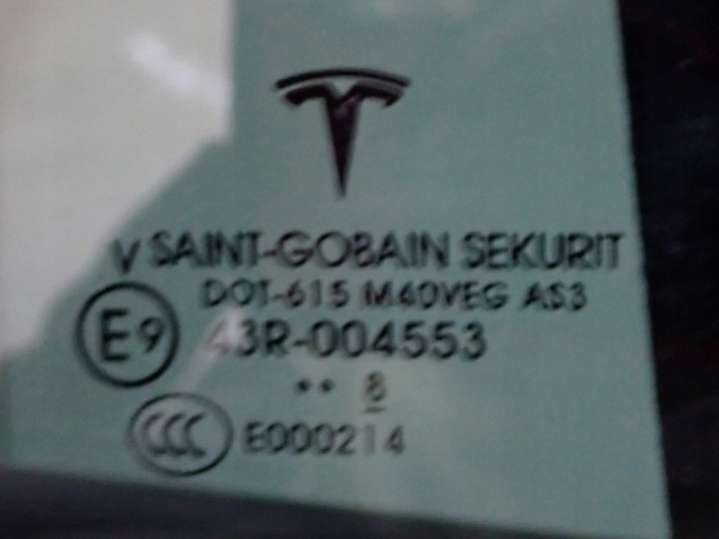 V SAINT-GOBAIN SEKURIT
DOT-615 M40VEG AS3
E9 43R-004553
•• 8
CCC E000214